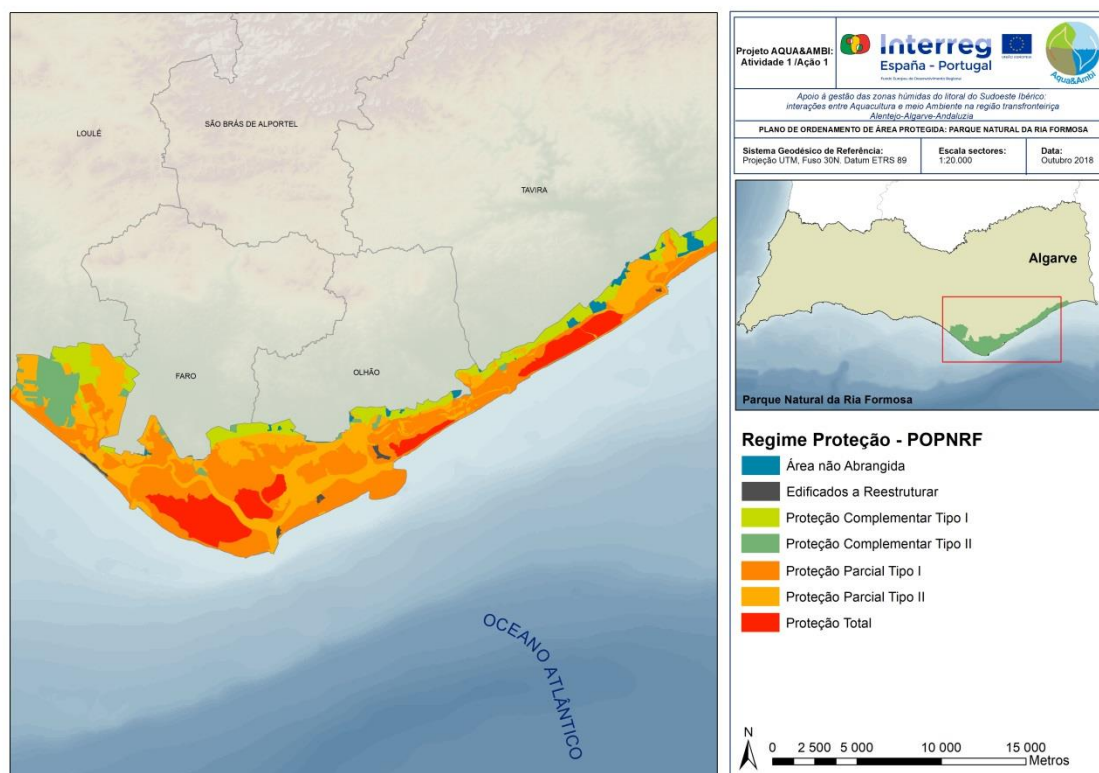 LOULÉ
SÃO BRÁS DE ALPORTEL
TAVIRA
FARO
OLHÃO
OCEANO ATLÂNTICO
Projeto AQUA&AMBI:
Atividade 1 /Ação 1
Interreg
España - Portugal
Aqua&Ambi
Apoio à gestão das zonas húmidas do litoral do Sudoeste Ibérico:
interações entre Aquacultura e meio Ambiente na região transfronteiriça
Alentejo-Algarve-Andaluzia
PLANO DE ORDENAMENTO DE ÁREA PROTEGIDA: PARQUE NATURAL DA RIA FORMOSA
Sistema Geodésico de Referência:
Projeção UTM, Fuso 30N. Datum ETRS 89
Escala sectores:
1:20.000
Data:
Outubro 2018
Algarve
Parque Natural da Ria Formosa
Regime Proteção - POPNRF
Área não Abrangida
Edificados a Reestruturar
Proteção Complementar Tipo I
Proteção Complementar Tipo II
Proteção Parcial Tipo I
Proteção Parcial Tipo II
Proteção Total
N
0 2 500 5 000 10 000 15 000
Metros